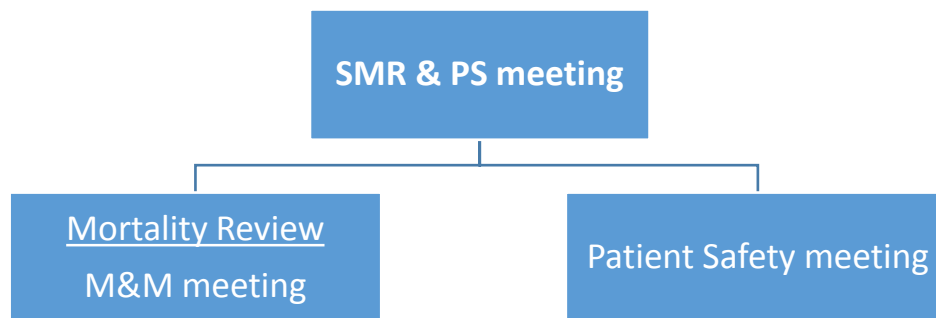 SMR & PS meeting
Mortality Review
M&M meeting
Patient Safety meeting